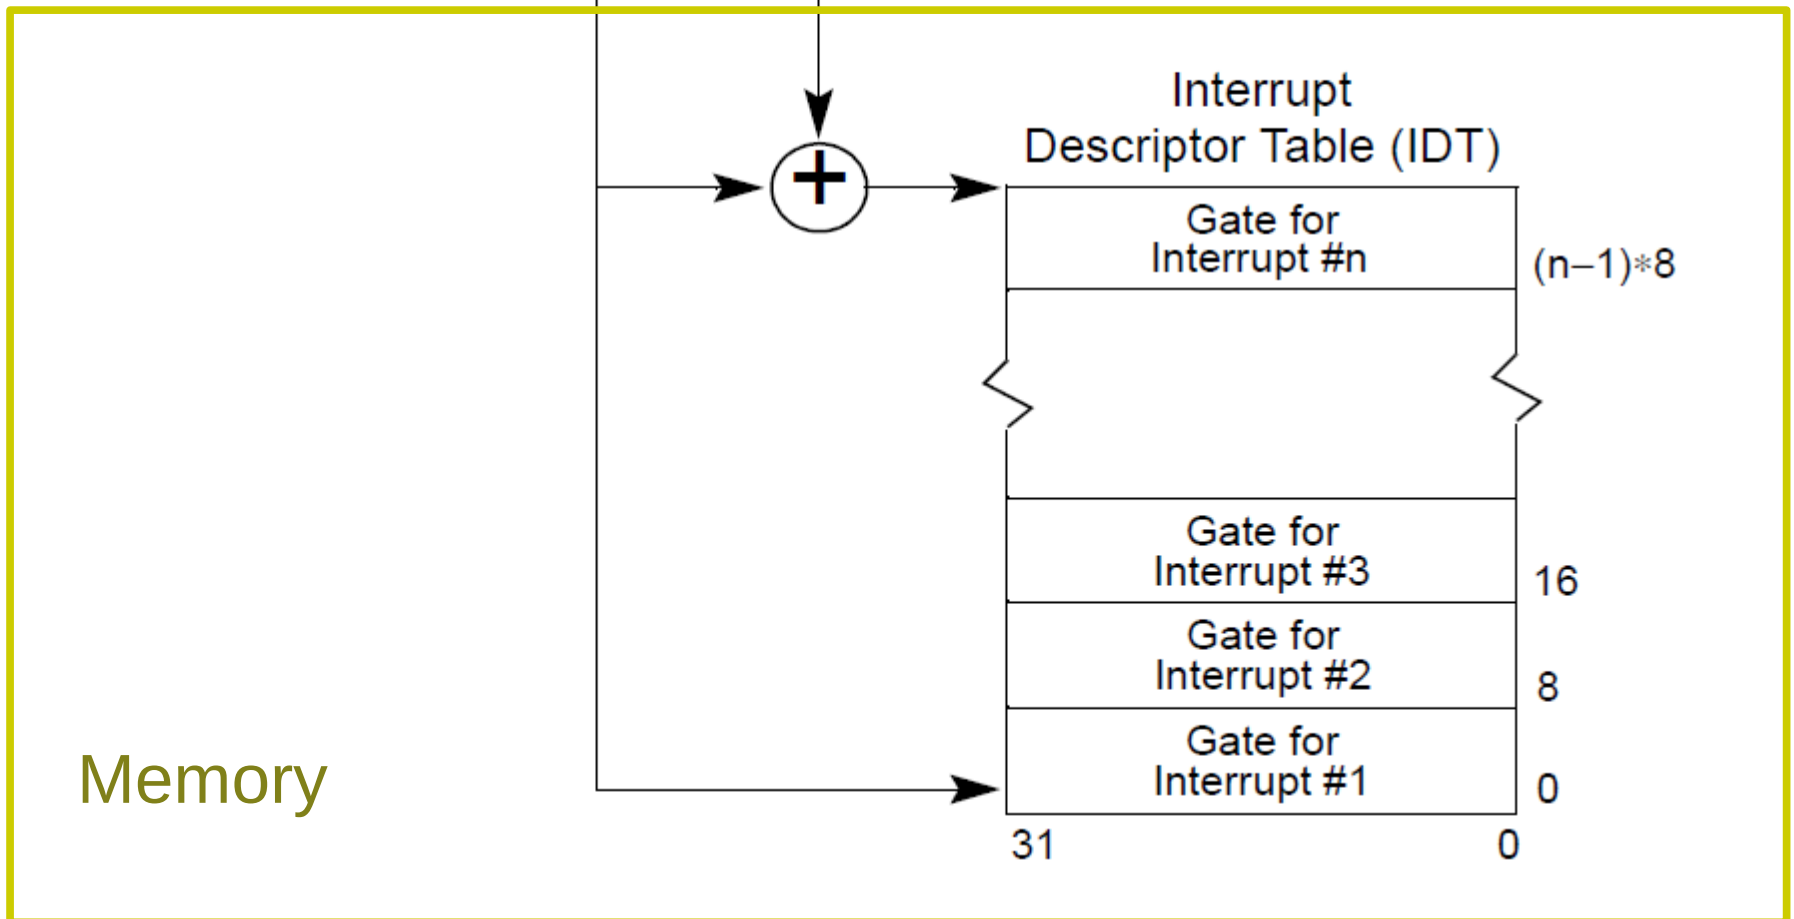 Interrupt
Descriptor Table (IDT)
+
Gate for
Interrupt #n
(n−1)*8
Gate for
Interrupt #3
16
Gate for
Interrupt #2
8
Gate for
Interrupt #1
0
Memory
31 0